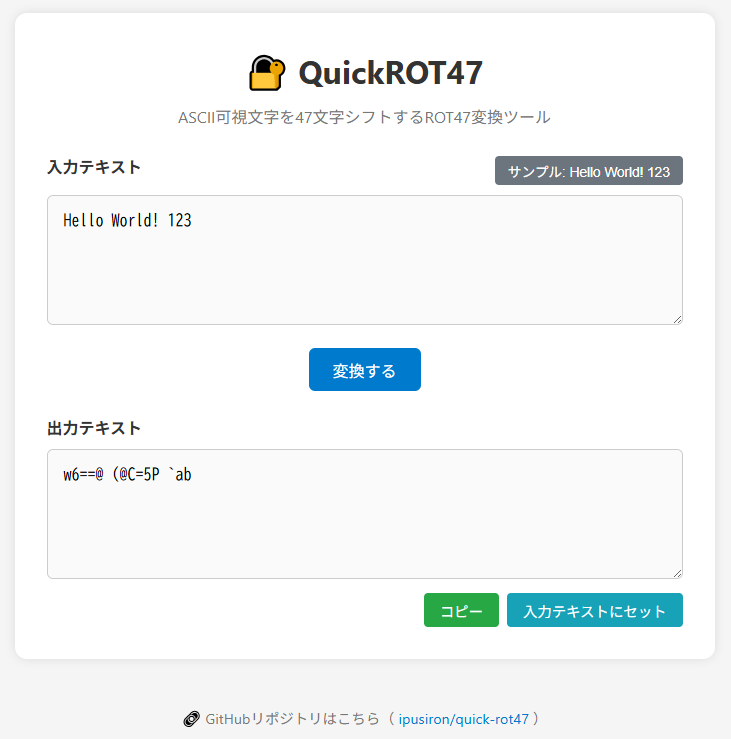 QuickROT47
ASCII可視文字を47文字シフトするROT47変換ツール
入力テキスト
サンプル: Hello World! 123
Hello World! 123
変換する
出力テキスト
w6==@ (@C=5P `ab
コピー
入力テキストにセット
GitHubリポジトリはこちら（ ipusiron/quick-rot47 ）